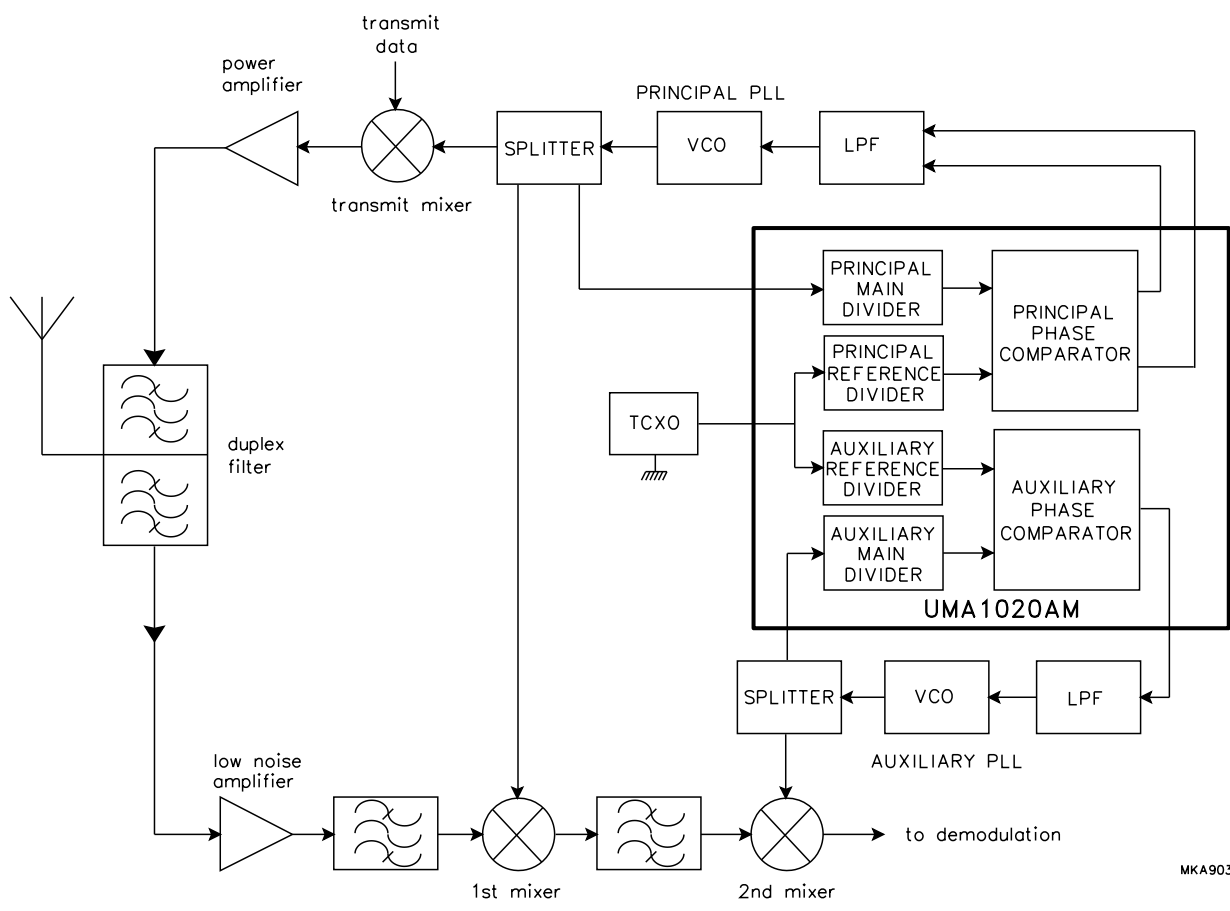 transmit
data
power
amplifier
PRINCIPAL PLL
SPLITTER
VCO
LPF
transmit mixer
PRINCIPAL
MAIN
DIVIDER
PRINCIPAL
PHASE
COMPARATOR
PRINCIPAL
REFERENCE
DIVIDER
TCXO
duplex
filter
AUXILIARY
REFERENCE
DIVIDER
AUXILIARY
PHASE
COMPARATOR
AUXILIARY
MAIN
DIVIDER
UMA1020AM
SPLITTER
VCO
LPF
AUXILIARY PLL
low noise
amplifier
to demodulation
1st mixer
2nd mixer
MKA903